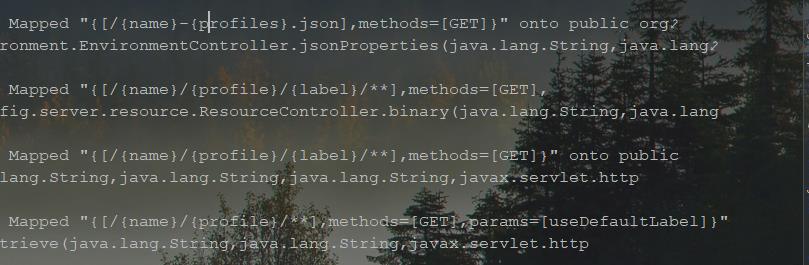 Mapped "{[/{name}-{profiles}.json],methods=[GET]}" onto public org?
ronment.EnvironmentController.jsonProperties(java.lang.String,java.lang?
Mapped "{[/{name}/{profile}/{label}/**],methods=[GET],
fig.server.resource.ResourceController.binary(java.lang.String,java.lang
Mapped "{[/{name}/{profile}/{label}/**],methods=[GET]}" onto public
lang.String,java.lang.String,java.lang.String,javax.servlet.http
Mapped "{[/{name}/{profile}/**],methods=[GET],params=[useDefaultLabel]}"
trieve(java.lang.String,java.lang.String,javax.servlet.http